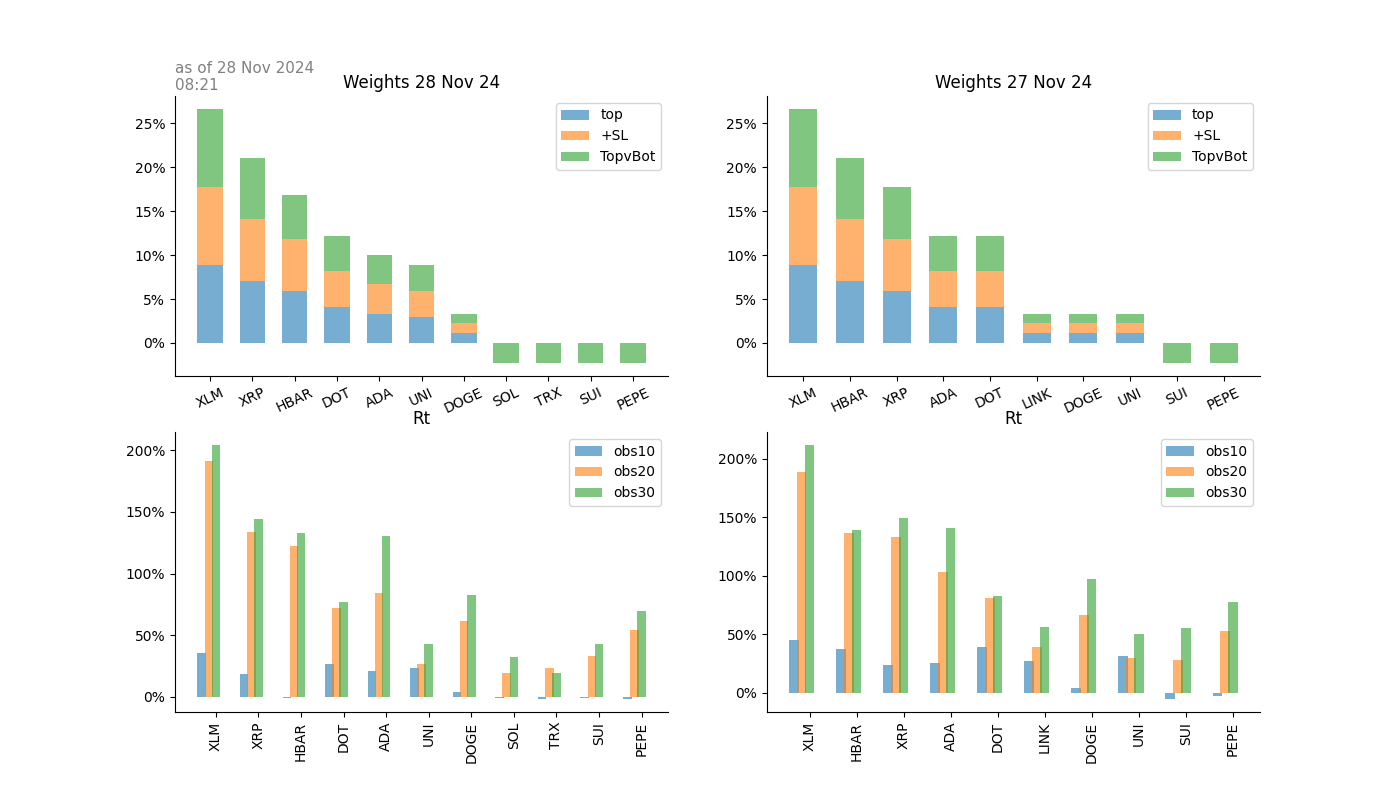 as of 28 Nov 2024
08:21
Weights 28 Nov 24
25%
20%
15%
10%
5%
0%
top
+SL
TopvBot
XLM
XRP
HBAR
DOT
ADA
UNI
DOGE
SOL
TRX
SUI
PEPE
Weights 27 Nov 24
25%
20%
15%
10%
5%
0%
top
+SL
TopvBot
XLM
HBAR
XRP
ADA
DOT
LINK
DOGE
UNI
SUI
PEPE
Rt
200%
150%
100%
50%
0%
obs10
obs20
obs30
XLM
XRP
HBAR
DOT
ADA
UNI
DOGE
SOL
TRX
SUI
PEPE
Rt
200%
150%
100%
50%
0%
obs10
obs20
obs30
XLM
HBAR
XRP
ADA
DOT
LINK
DOGE
UNI
SUI
PEPE